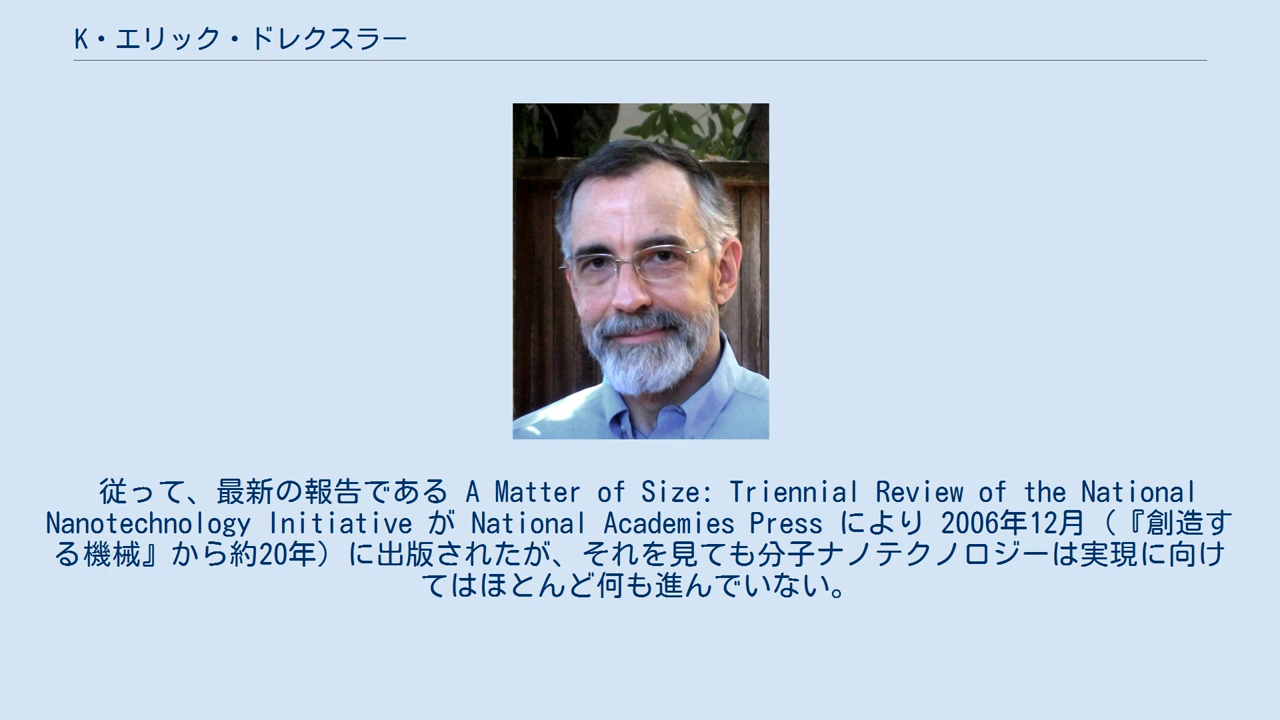 K・エリック・ドレクスラー
従って、最新の報告である A Matter of Size: Triennial Review of the National
Nanotechnology Initiative が National Academies Press により 2006年12月（『創造す
る機械』から約20年）に出版されたが、それを見ても分子ナノテクノロジーは実現に向け
てはほとんど何も進んでいない。